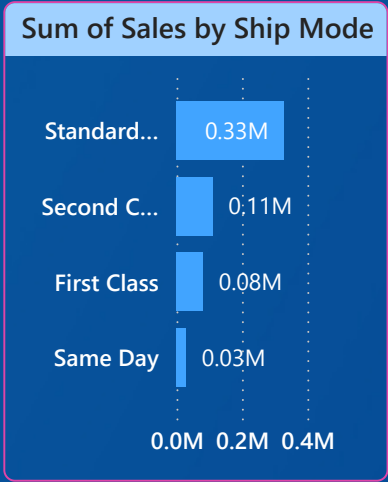 Sum of Sales by Ship Mode
Standard... 0.33M
Second C... 0.11M
First Class 0.08M
Same Day 0.03M
0.0M 0.2M 0.4M